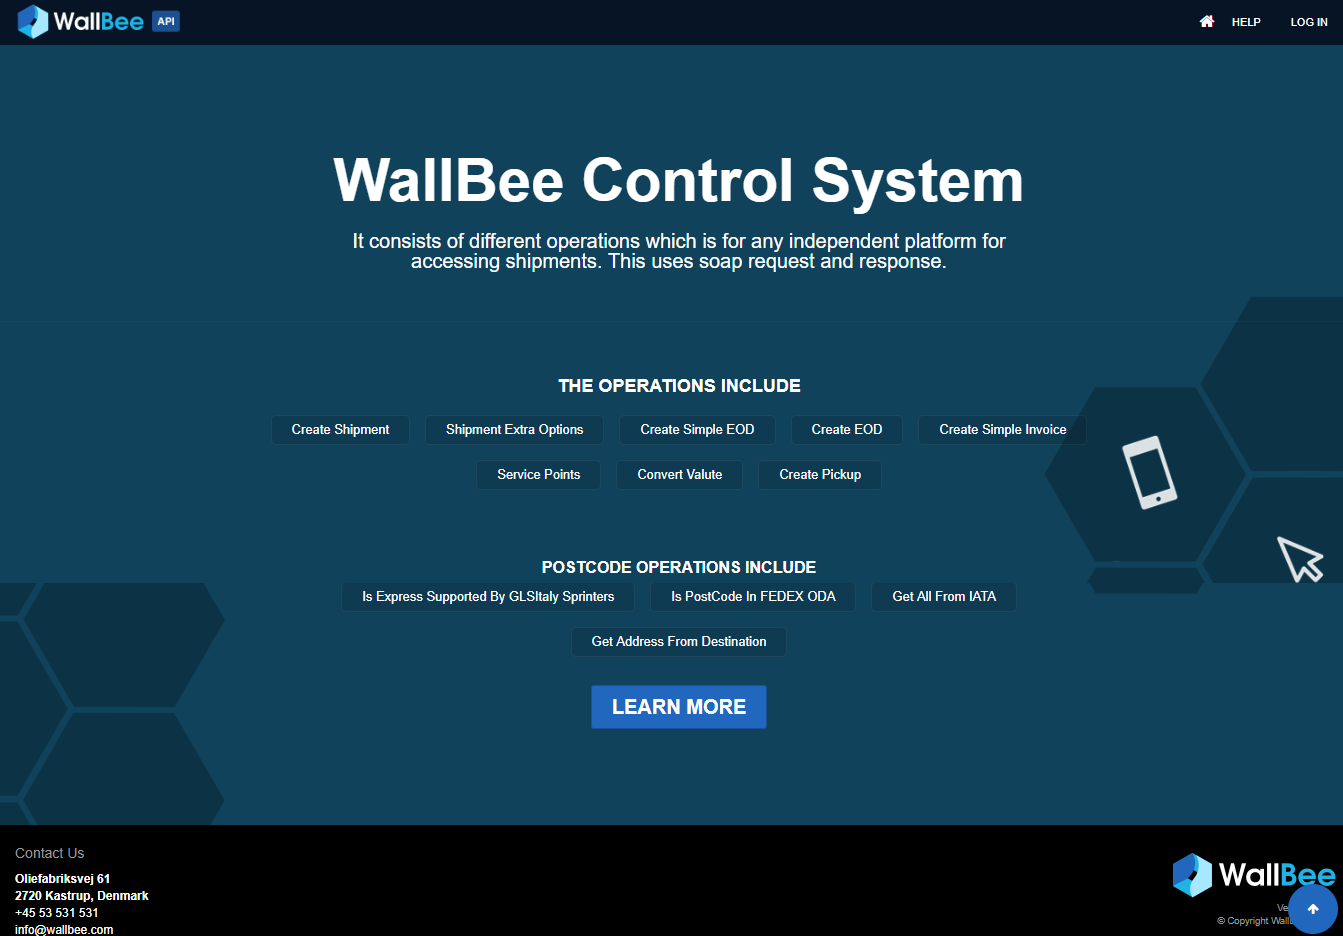 WallBee API
HELP
LOG IN
WallBee Control System
It consists of different operations which is for any independent platform for
accessing shipments. This uses soap request and response.
THE OPERATIONS INCLUDE
Create Shipment
Shipment Extra Options
Create Simple EOD
Create EOD
Create Simple Invoice
Service Points
Convert Valute
Create Pickup
POSTCODE OPERATIONS INCLUDE
Is Express Supported By GLSItaly Sprinters
Is PostCode In FEDEX ODA
Get All From IATA
Get Address From Destination
LEARN MORE
Contact Us
Oliefabriksvej 61
2720 Kastrup, Denmark
+45 53 531 531
info@wallbee.com
WallBee
© Copyright